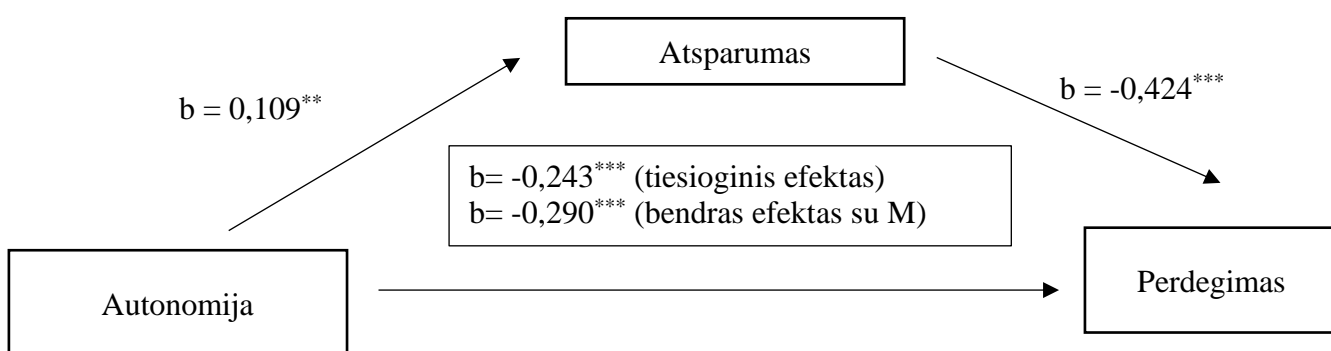 Atsparumas
b = 0,109**
b = -0,424***
b= -0,243*** (tiesioginis efektas)
b= -0,290*** (bendras efektas su M)
Autonomija
Perdegimas